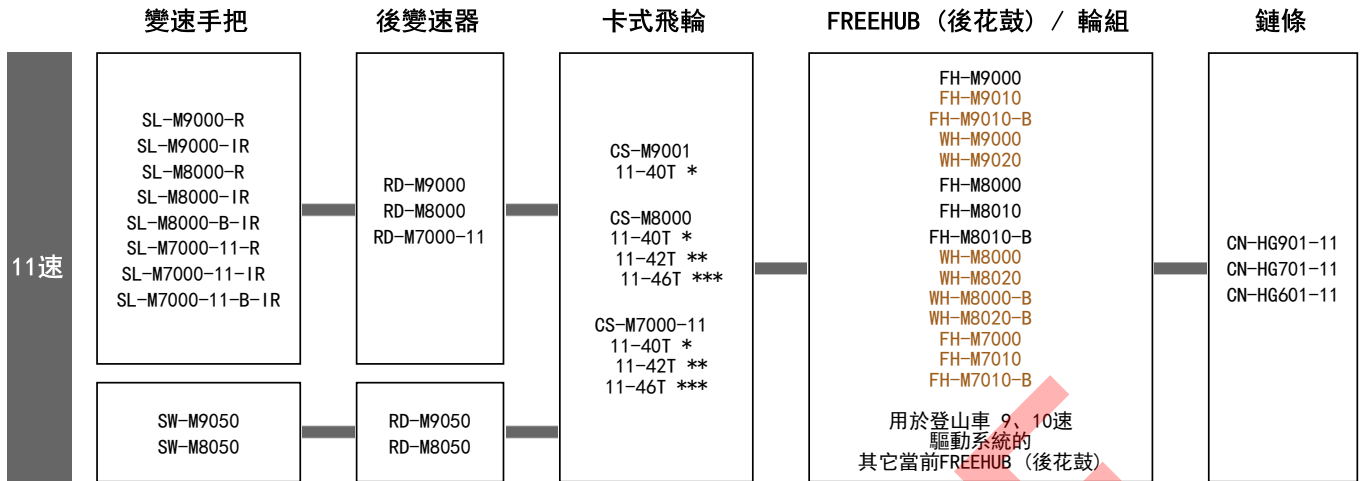 變速手把
後變速器
卡式飛輪
FREEHUB (後花鼓) / 輪組
鏈條
11速
SL-M9000-R
SL-M9000-IR
SL-M8000-R
SL-M8000-IR
SL-M8000-B-IR
SL-M7000-11-R
SL-M7000-11-IR
SL-M7000-11-B-IR
RD-M9000
RD-M8000
RD-M7000-11
SW-M9050
SW-M8050
RD-M9050
RD-M8050
CS-M9001
11-40T *
CS-M8000
11-40T *
11-42T **
11-46T ***
CS-M7000-11
11-40T *
11-42T **
11-46T ***
FH-M9000
FH-M9010
FH-M9010-B
WH-M9000
WH-M9020
FH-M8000
FH-M8010
FH-M8010-B
WH-M8000
WH-M8020
WH-M8000-B
WH-M8020-B
FH-M7000
FH-M7010
FH-M7010-B
用於登山車 9、10速
驅動系統的
其它當前FREEHUB (後花鼓)
CN-HG901-11
CN-HG701-11
CN-HG601-11